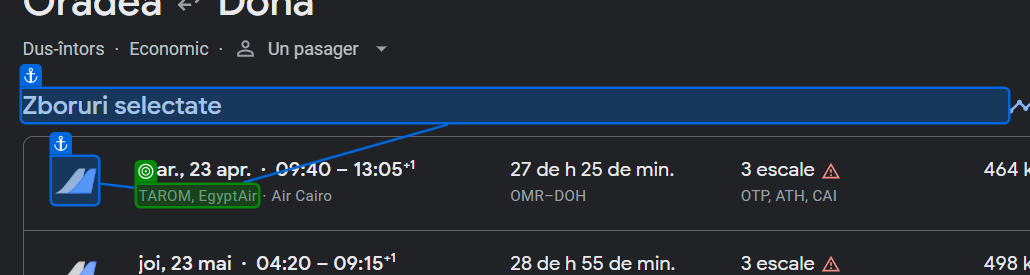 Oradea Doha
Dus-întors · Economic · Un pasager
Zboruri selectate
ar., 23 apr. · 09:40 – 13:05+1 27 de h 25 de min. 3 escale 464
TAROM, EgyptAir · Air Cairo OMR–DOH OTP, ATH, CAI
joi, 23 mai · 04:20 – 09:15+1 28 de h 55 de min. 3 escale 498